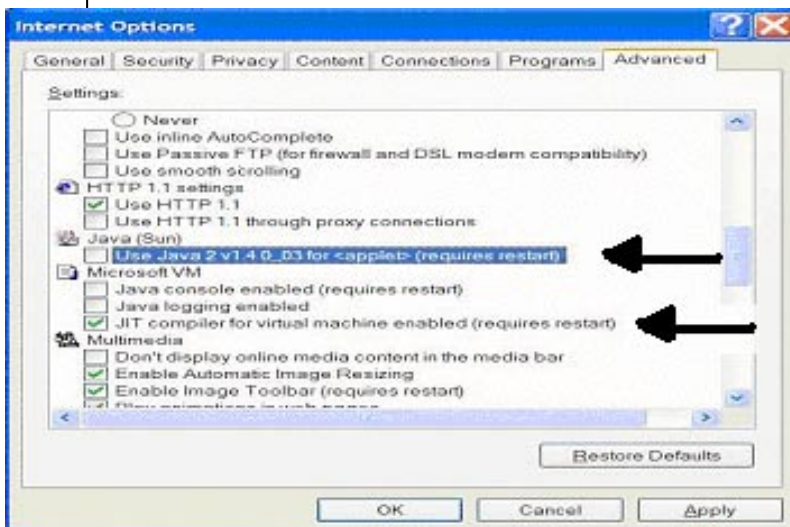 Internet Options
General Security Privacy Content Connections Programs Advanced
Settings:
Never
Use inline AutoComplete
Use Passive FTP (for firewall and DSL modem compatibility)
Use smooth scrolling
HTTP 1.1 settings
Use HTTP 1.1
Use HTTP 1.1 through proxy connections
Java (Sun)
Use Java 2 v1.4.0_03 for <applet> (requires restart)
Microsoft VM
Java console enabled (requires restart)
Java logging enabled
JIT compiler for virtual machine enabled (requires restart)
Multimedia
Don't display online media content in the media bar
Enable Automatic Image Resizing
Enable Image Toolbar (requires restart)
Play animations in web pages
Restore Defaults
OK Cancel Apply